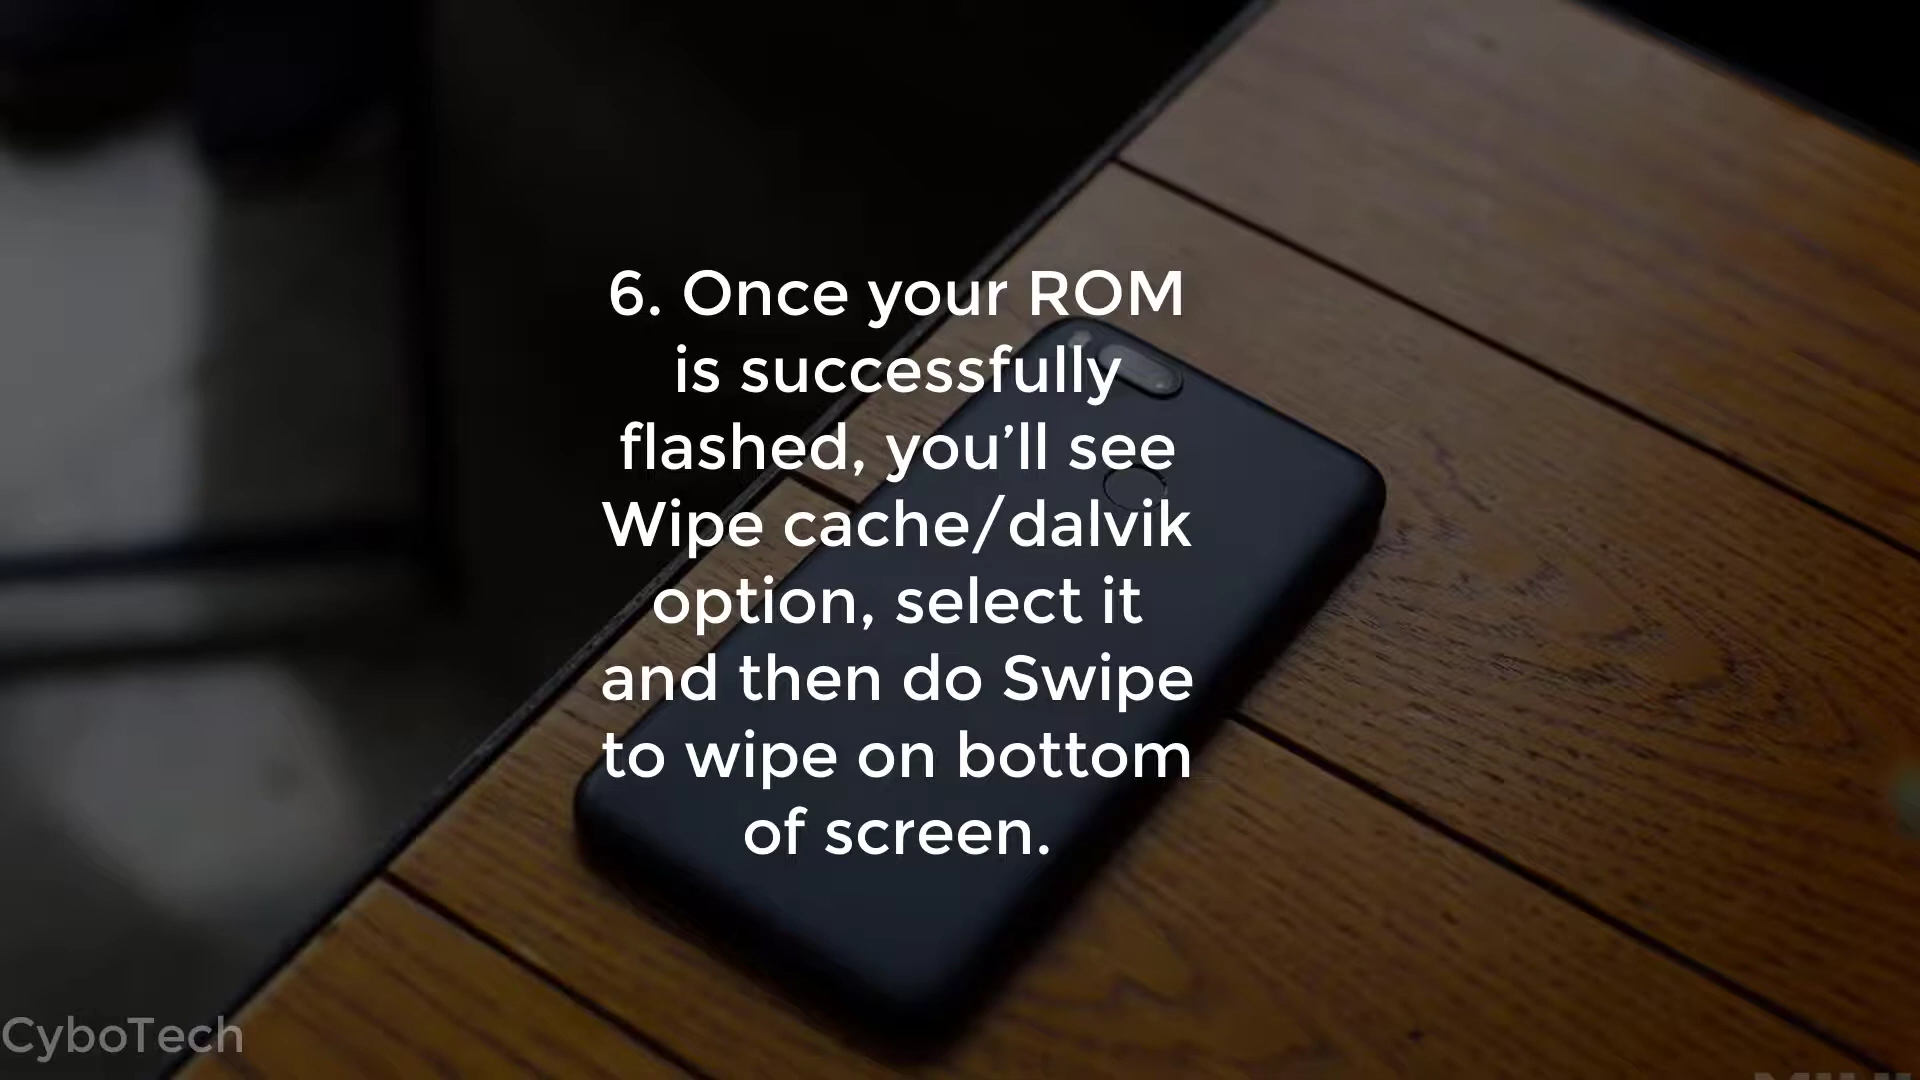 6. Once your ROM
is successfully
flashed, you’ll see
Wipe cache/dalvik
option, select it
and then do Swipe
to wipe on bottom
of screen.
CyboTech